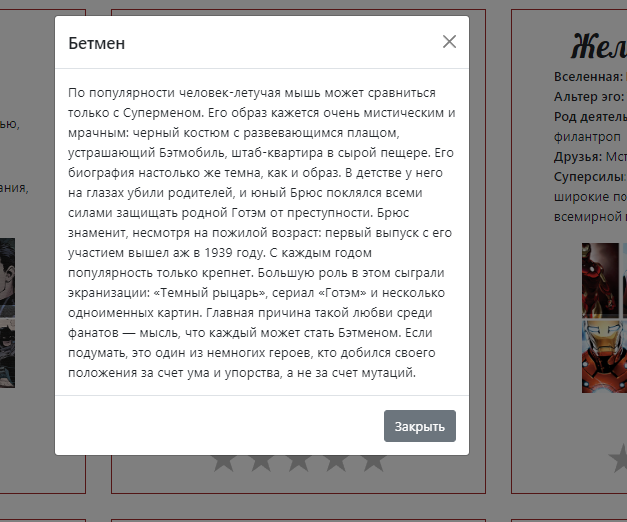 Бетмен
По популярности человек-летучая мышь может сравниться
только с Суперменом. Его образ кажется очень мистическим и
мрачным: черный костюм с развевающимся плащом,
устрашающий Бэтмобиль, штаб-квартира в сырой пещере. Его
биография настолько же темна, как и образ. В детстве у него
на глазах убили родителей, и юный Брюс поклялся всеми
силами защищать родной Готэм от преступности. Брюс
знаменит, несмотря на пожилой возраст: первый выпуск с его
участием вышел аж в 1939 году. С каждым годом
популярность только крепнет. Большую роль в этом сыграли
экранизации: «Темный рыцарь», сериал «Готэм» и несколько
одноименных картин. Главная причина такой любви среди
фанатов — мысль, что каждый может стать Бэтменом. Если
подумать, это один из немногих героев, кто добился своего
положения за счет ума и упорства, а не за счет мутаций.
Закрыть
ью,
ания,
Жел
Вселенная:
Альтер эго:
Род деятель
филантроп
Друзья: Мст
Суперсилы:
широкие по
всемирной